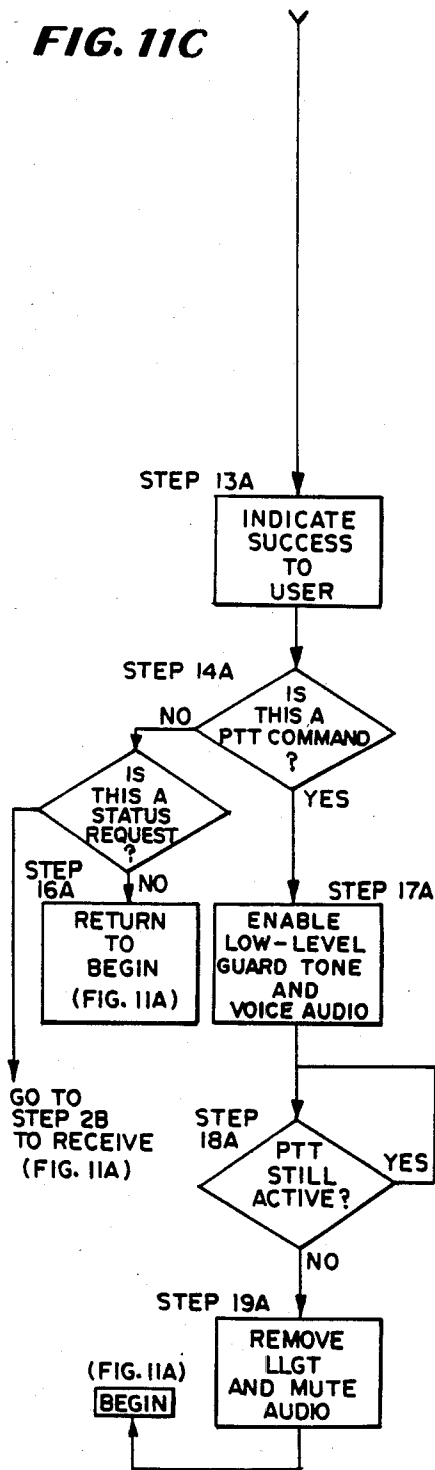 FIG. 11C
STEP 13A
INDICATE
SUCCESS
TO
USER
STEP 14A
IS
THIS A
PTT COMMAND
?
NO
YES
IS
THIS A
STATUS
REQUEST
?
STEP
16A
NO
RETURN
TO
BEGIN
(FIG. 11A)
STEP 17A
ENABLE
LOW-LEVEL
GUARD TONE
AND
VOICE AUDIO
GO TO
STEP 2B
TO RECEIVE
(FIG. 11A)
STEP
18A
PTT
STILL
ACTIVE?
YES
NO
STEP 19A
REMOVE
LLGT
AND MUTE
AUDIO
(FIG. 11A)
BEGIN